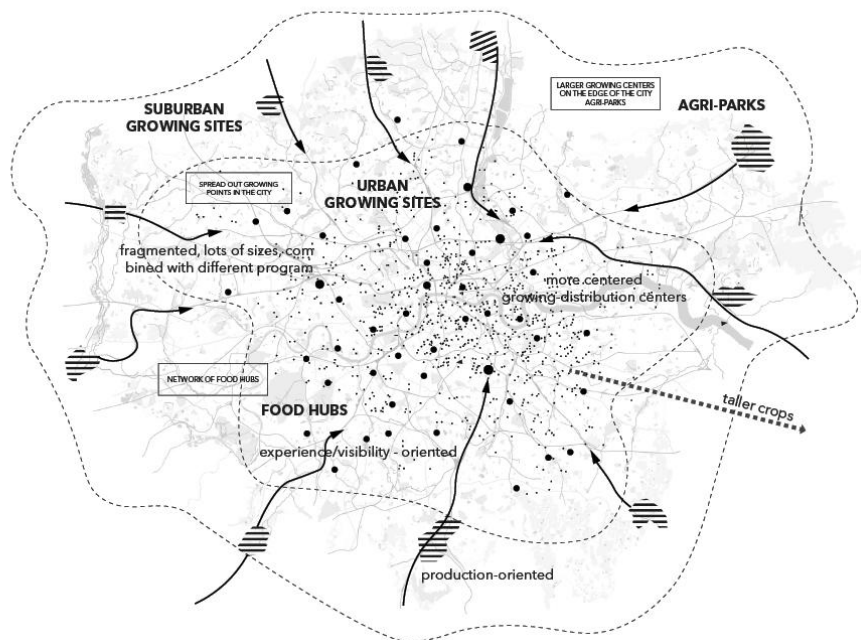 LARGER GROWING CENTERS
ON THE EDGE OF THE CITY
AGRI-PARKS
SUBURBAN
GROWING SITES
AGRI-PARKS
SPREAD OUT GROWING
POINTS IN THE CITY
URBAN
GROWING SITES
fragmented, lots of sizes, com
bined with different program
more centered
growing-distribution centers
NETWORK OF FOOD HUBS
FOOD HUBS
taller crops
experience/visibility - oriented
production-oriented